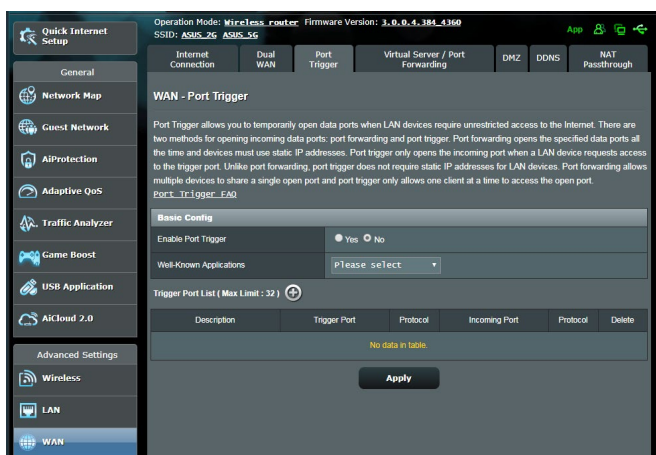 Quick Internet
Setup
General
Network Map
Guest Network
AiProtection
Adaptive QoS
Traffic Analyzer
Game Boost
USB Application
AiCloud 2.0
Advanced Settings
Wireless
LAN
WAN
Operation Mode: Wireless router Firmware Version: 3.0.0.4.384_4360
SSID: ASUS_2G ASUS_5G
App
Internet
Connection
Dual
WAN
Port
Trigger
Virtual Server / Port
Forwarding
DMZ
DDNS
NAT
Passthrough
WAN - Port Trigger
Port Trigger allows you to temporarily open data ports when LAN devices require unrestricted access to the Internet. There are
two methods for opening incoming data ports: port forwarding and port trigger. Port forwarding opens the specified data ports all
the time and devices must use static IP addresses. Port trigger only opens the incoming port when a LAN device requests access
to the trigger port. Unlike port forwarding, port trigger does not require static IP addresses for LAN devices. Port forwarding allows
multiple devices to share a single open port and port trigger only allows one client at a time to access the open port.
Port Trigger FAQ
Basic Config
Enable Port Trigger Yes No
Well-Known Applications Please select
Trigger Port List ( Max Limit : 32 )
Description Trigger Port Protocol Incoming Port Protocol Delete
No data in table.
Apply